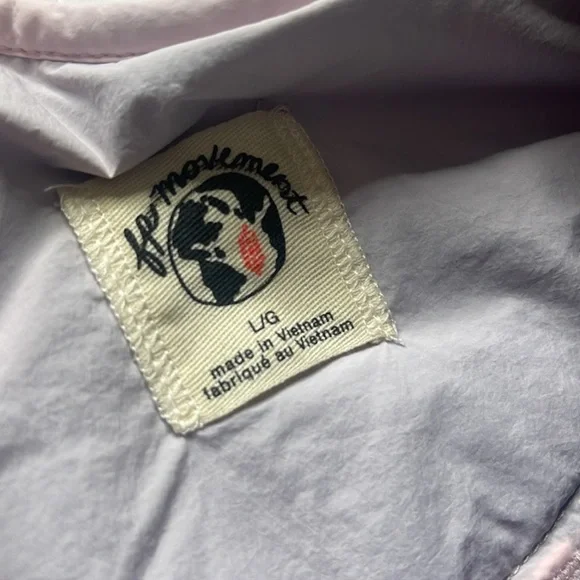 fp-movement
L/G
made in Vietnam
fabriqué au Vietnam